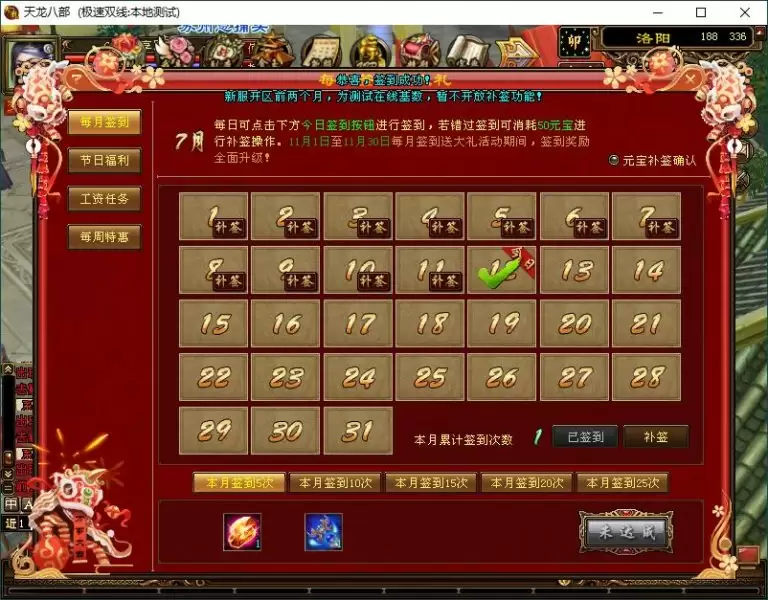 天龙八部 (极速双线:本地测试)
卯
洛阳
188 336
恭喜，签到成功！
新服开区前两个月，为测试在线基数，暂不开放补签功能！
每月签到
节日福利
工资任务
每周特惠
7月
每日可点击下方今日签到按钮进行签到，若错过签到可消耗50元宝进
行补签操作。11月1日至11月30日每月签到送大礼活动期间，签到奖励
全面升级！
元宝补签确认
1 补签 2 补签 3 补签 4 补签 5 补签 6 补签 7 补签
8 补签 9 补签 10 补签 11 补签 12 13 14
15 16 17 18 19 20 21
22 23 24 25 26 27 28
29 30 31
本月累计签到次数 1 已签到 补签
本月签到5次 本月签到10次 本月签到15次 本月签到20次 本月签到25次
未达成
中 A
近1